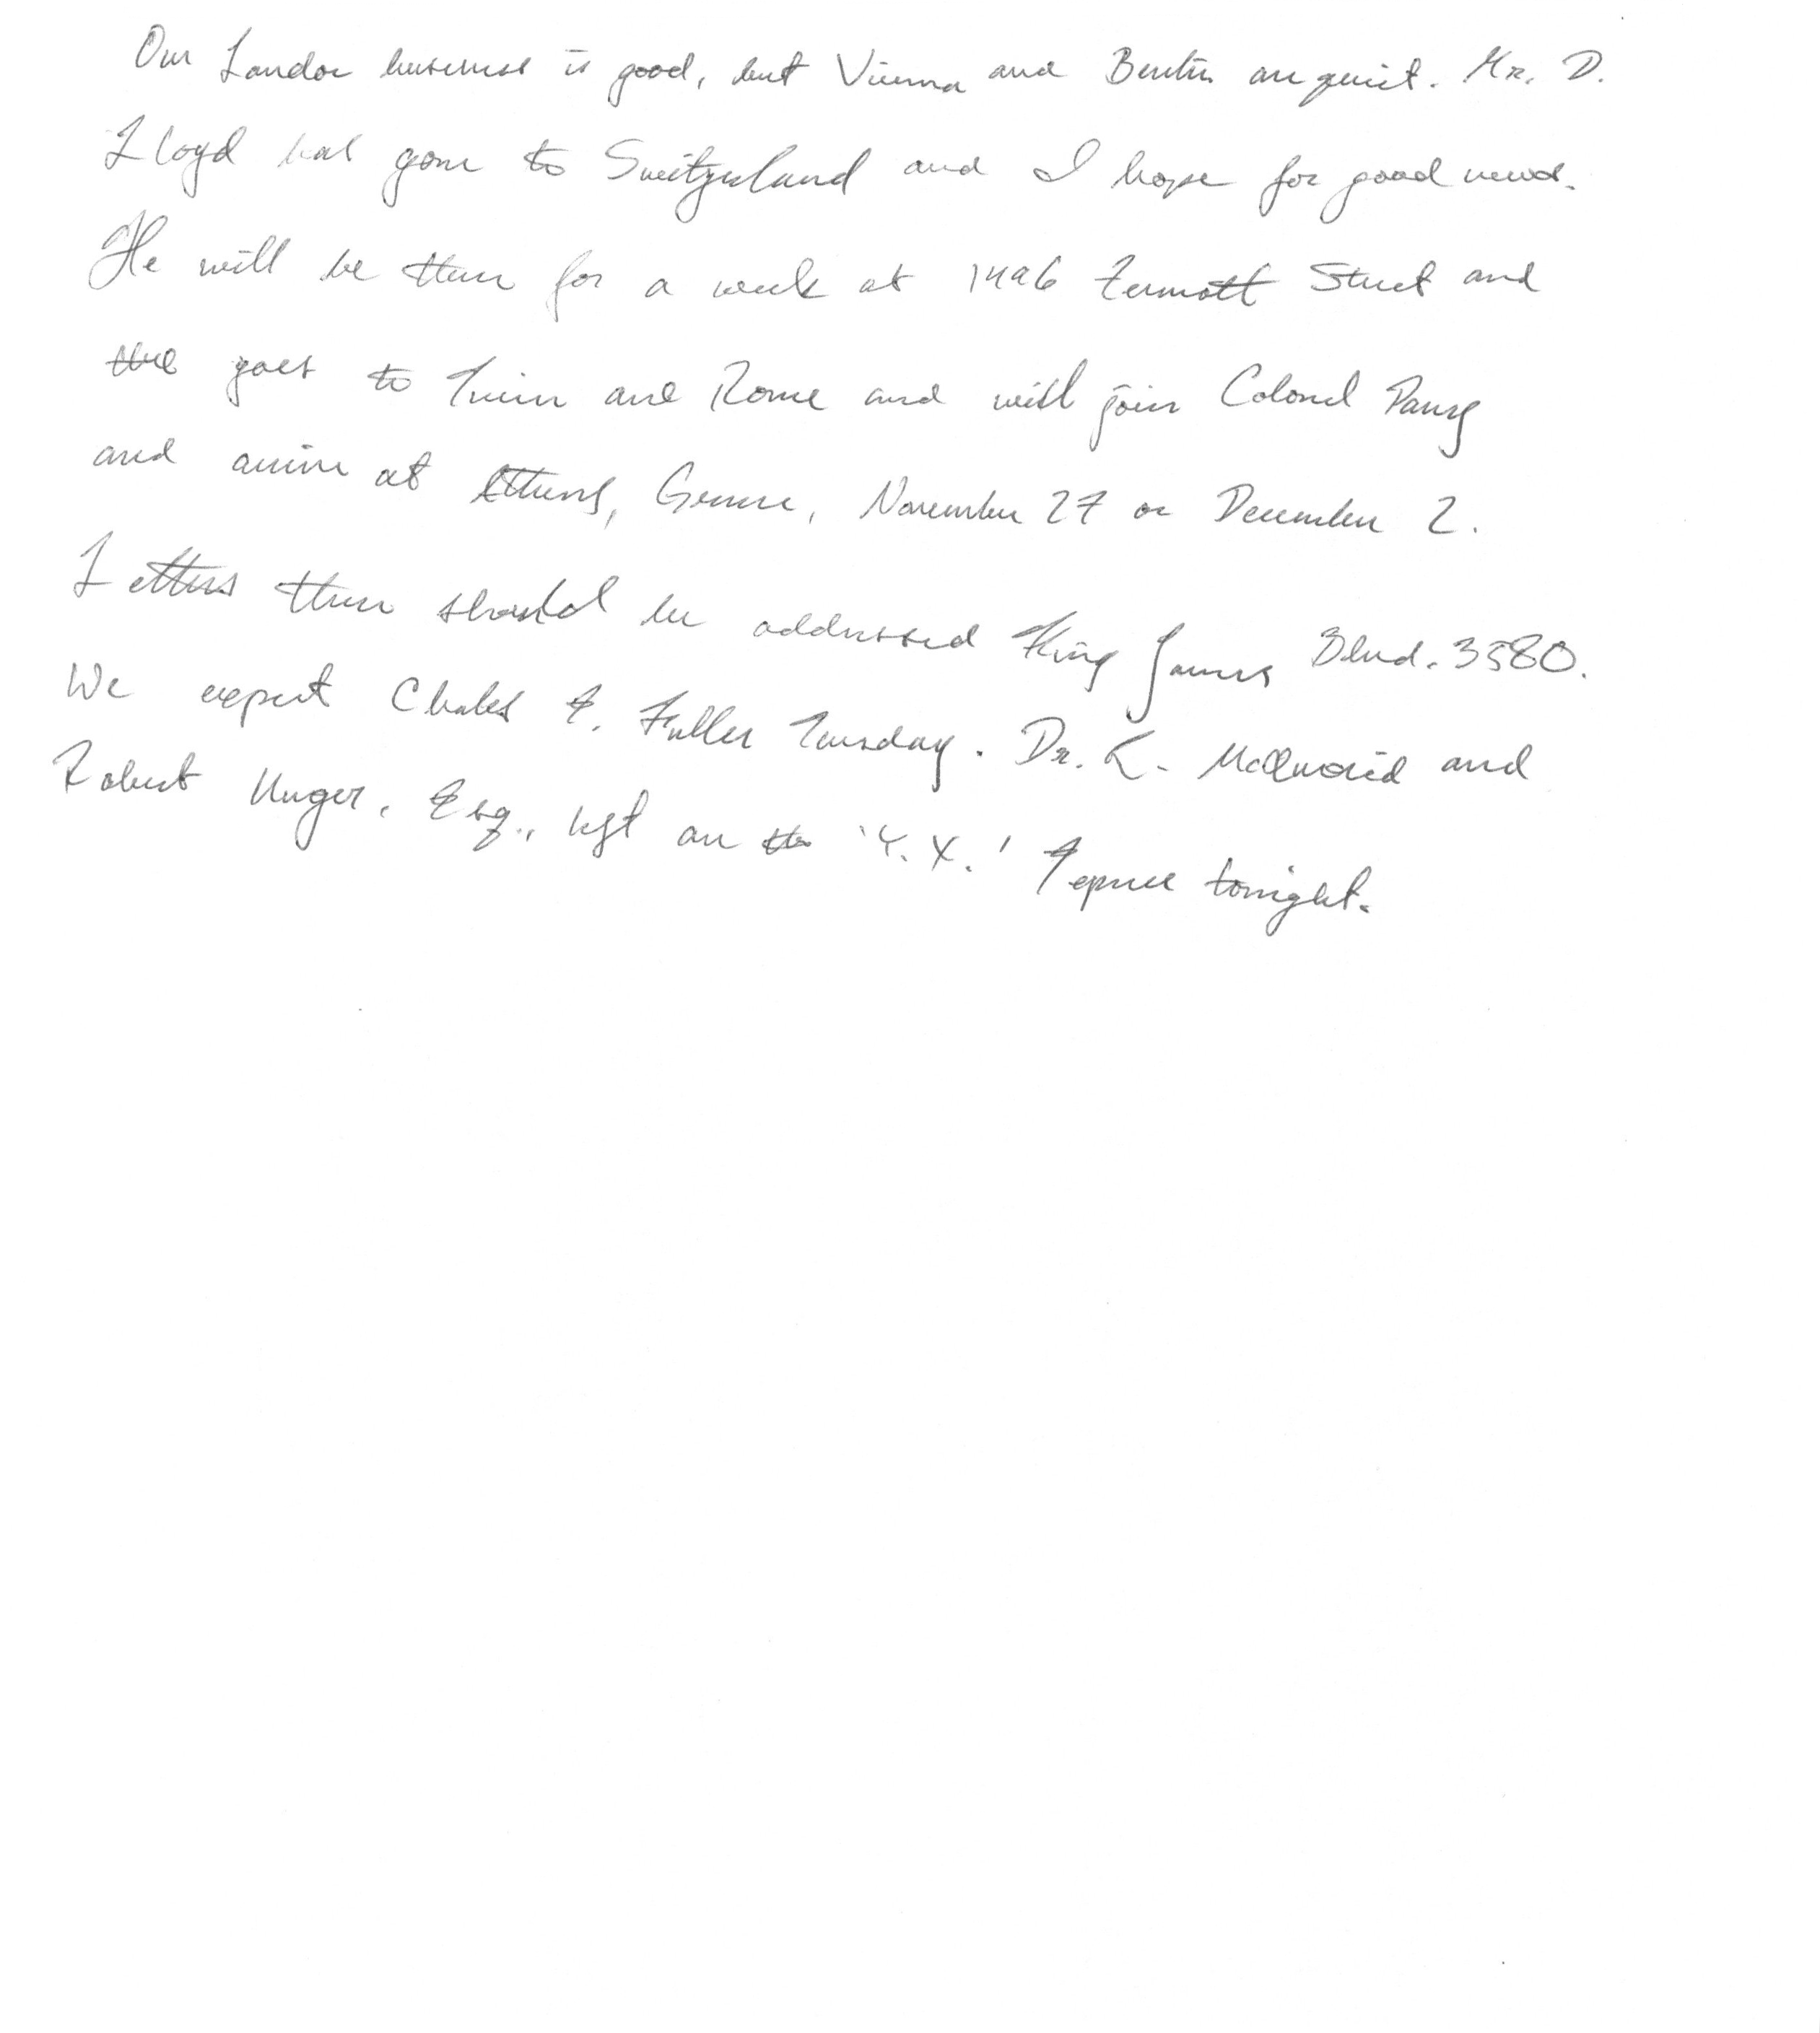 Our London business is good, but Vienna and Berlin are quiet. Mr. D.
Lloyd has gone to Switzerland and I hope for good news.
He will be there for a week at 1496 Zermott Street and
then goes to Turin and Rome and will join Colonel Parry
and arrive at Athens, Greece, November 27 or December 2.
Letters there should be addressed King James Blvd. 3580.
We expect Charles E. Fuller Tuesday. Dr. L. McQuaid and
Robert Unger, Esq., left on the 'Y.X.' Express tonight.